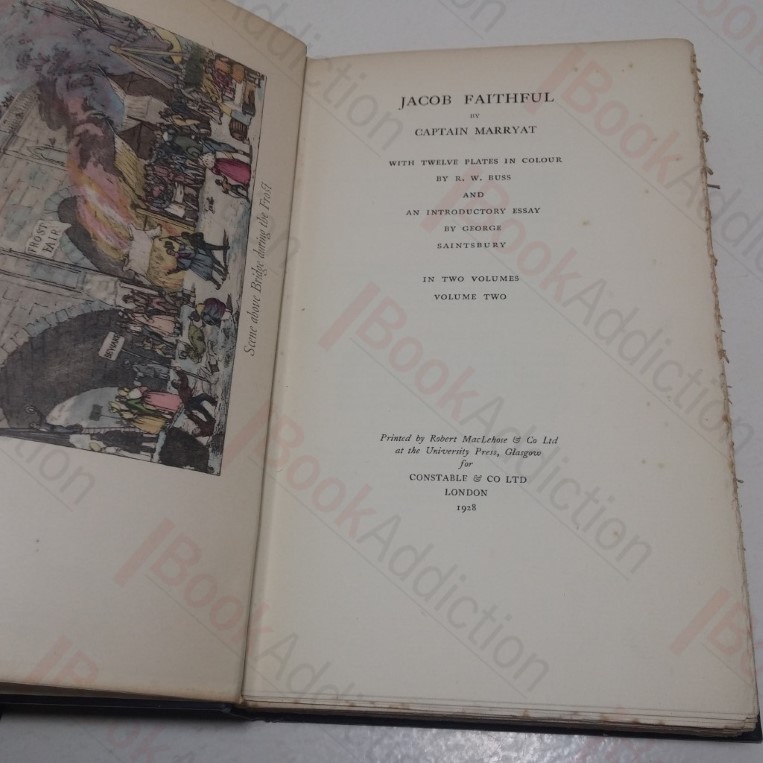 FROST
FAIR
BEWARE
Scene above Bridge during the Frost
JACOB FAITHFUL
BY
CAPTAIN MARRYAT
WITH TWELVE PLATES IN COLOUR
BY R. W. BUSS
AND
AN INTRODUCTORY ESSAY
BY GEORGE
SAINTSBURY
IN TWO VOLUMES
VOLUME TWO
Printed by Robert MacLehose & Co Ltd
at the University Press, Glasgow
for
CONSTABLE & CO LTD
LONDON
1928
BookAddiction